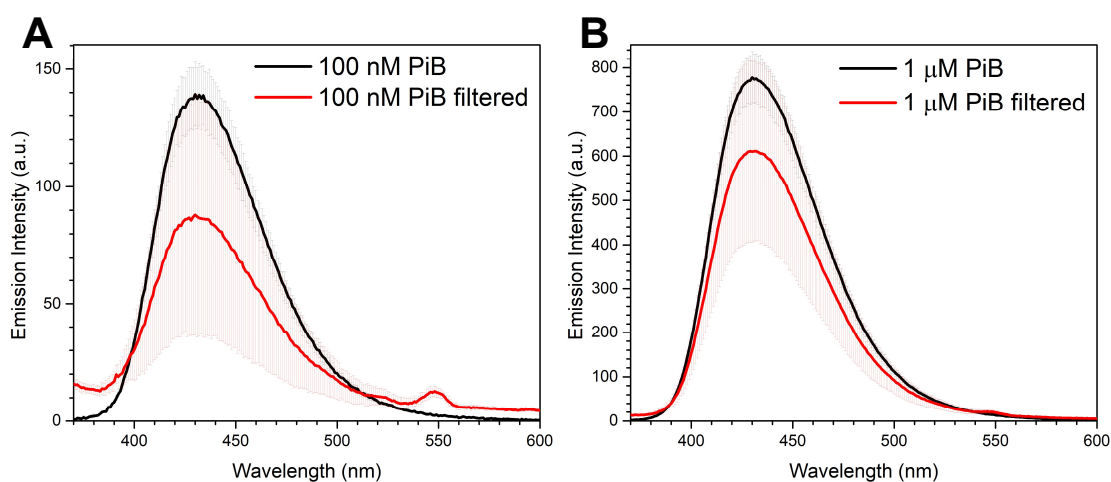 A
100 nM PiB
100 nM PiB filtered
Emission Intensity (a.u.)
150
100
50
0
400
450
500
550
600
Wavelength (nm)
B
1 μM PiB
1 μM PiB filtered
Emission Intensity (a.u.)
800
700
600
500
400
300
200
100
0
400
450
500
550
600
Wavelength (nm)